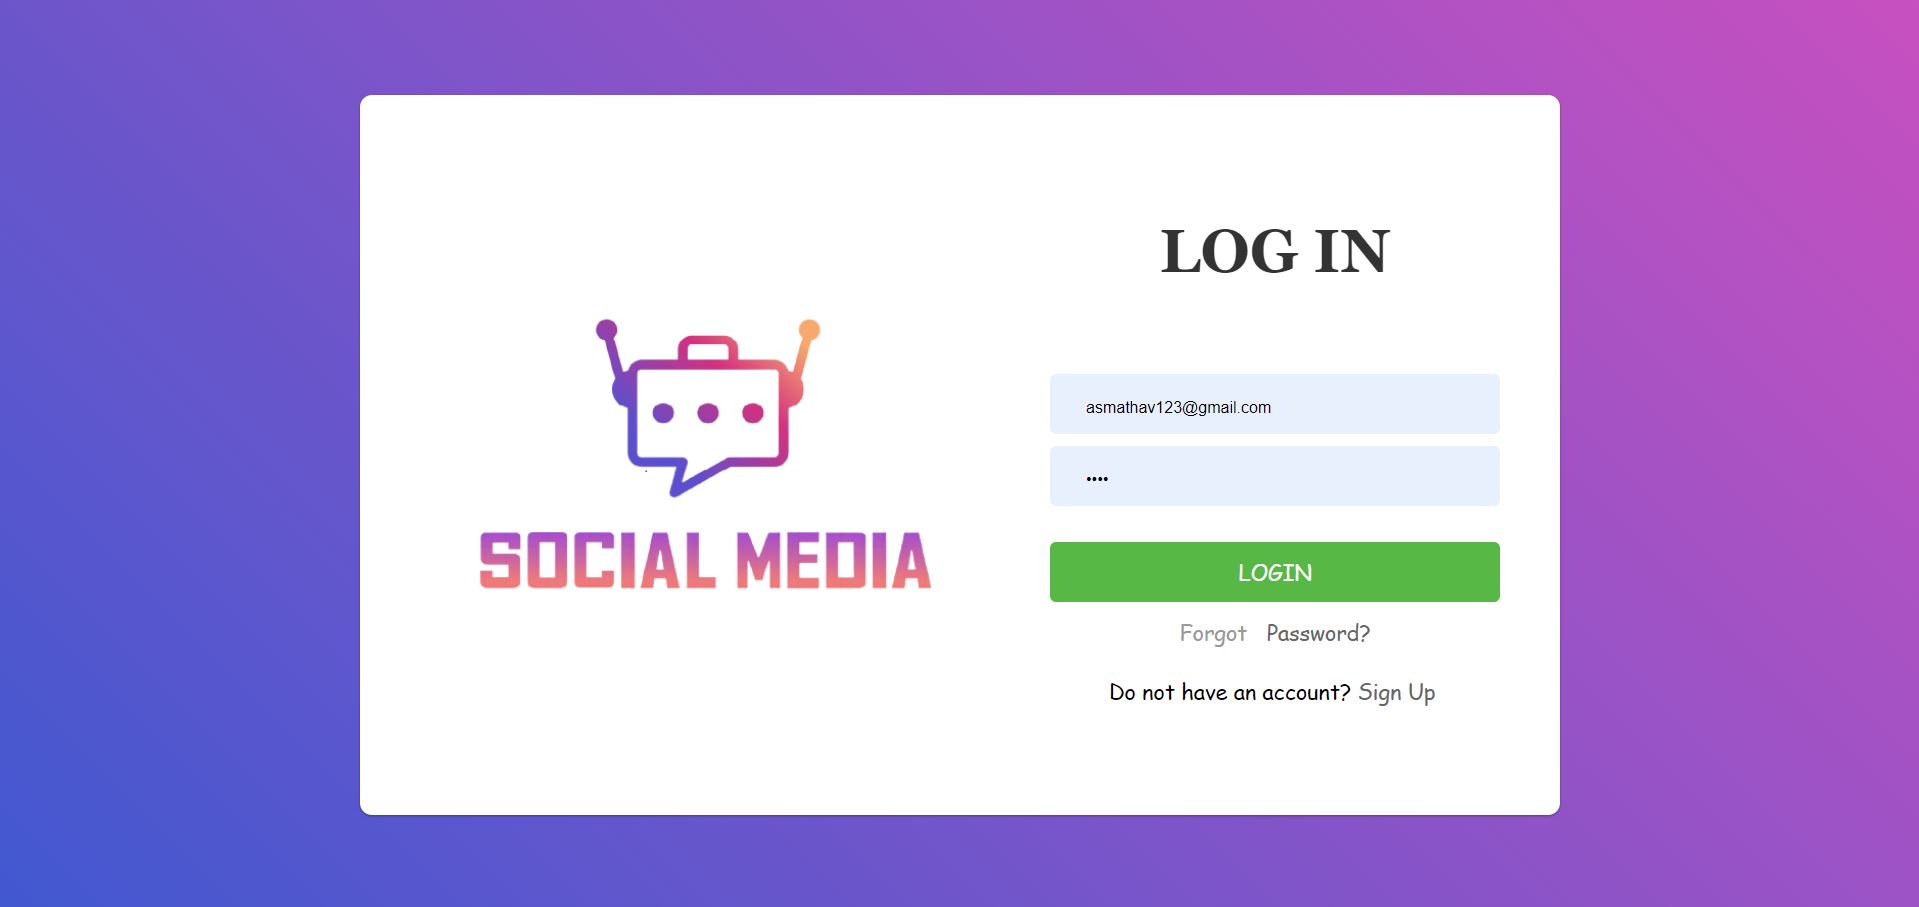 LOG IN
asmathav123@gmail.com
••••
SOCIAL MEDIA
LOGIN
Forgot Password?
Do not have an account? Sign Up